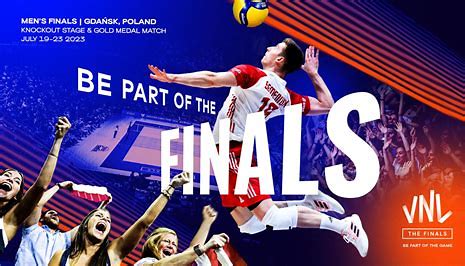 MEN'S FINALS | GDAŃSK, POLAND
KNOCKOUT STAGE & GOLD MEDAL MATCH
JULY 19-23 2023
BE PART OF THE
FINALS
VNL
THE FINALS
BE PART OF THE GAME